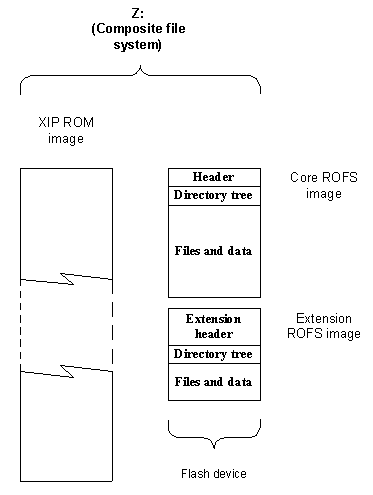 Z:
(Composite file
system)
XIP ROM
image
Header
Directory tree
Files and data
Core ROFS
image
Extension
header
Directory tree
Files and data
Extension
ROFS image
Flash device